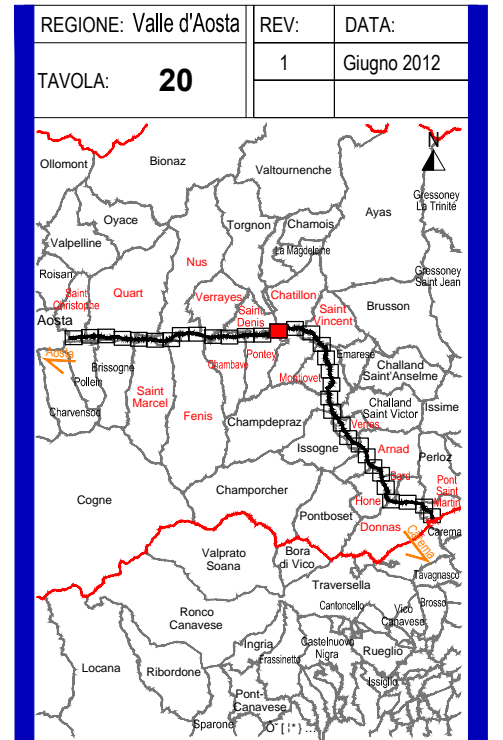 REGIONE: Valle d'Aosta
REV:
DATA:
TAVOLA: 20
1
Giugno 2012
N
Ollomont
Bionaz
Valtournenche
Ayas
Gressoney
La Trinité
Oyace
Torgnon
Chamois
Valpelline
La Magdeleine
Nus
Roisan
Gressoney
Saint Jean
Saint
Christophe
Quart
Verrayes
Chatillon
Saint
Denis
Saint
Vincent
Brusson
Aosta
Aosta
Brissogne
Pollein
Chambave
Pontey
Emarese
Challand
Saint'Anselme
Charvensod
Saint
Marcel
Fenis
Montjovet
Challand
Saint Victor
Issime
Champdepraz
Verres
Issogne
Arnad
Perloz
Bard
Pont
Saint
Martin
Cogne
Champorcher
Hone
Pontboset
Donnas
Carema
Carema
Valprato
Soana
Bora
di Vico
Traversella
Tavagnasco
Ronco
Canavese
Cantoncello
Vico
Canavese
Brosso
Ingria
Castelnuovo
Nigra
Rueglio
Frassinetto
Locana
Ribordone
Issiglio
Pont-
Canavese
Sparone